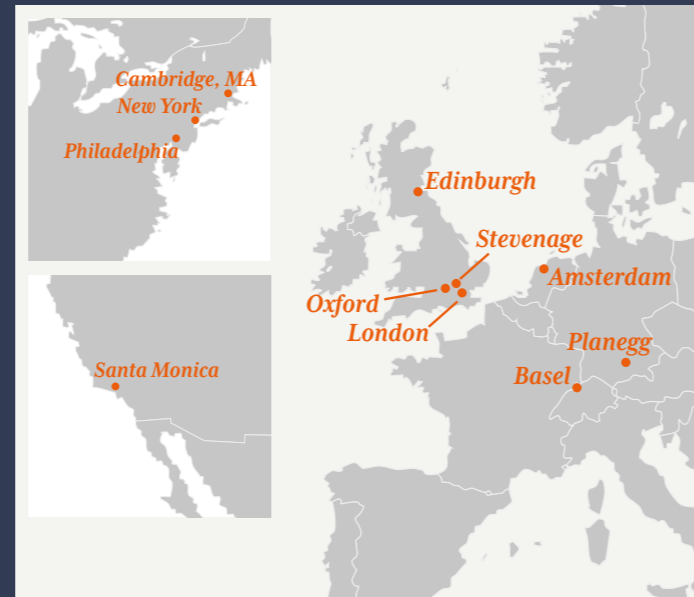 Cambridge, MA
New York
Philadelphia
Santa Monica
Edinburgh
Stevenage
Amsterdam
Oxford
London
Planegg
Basel